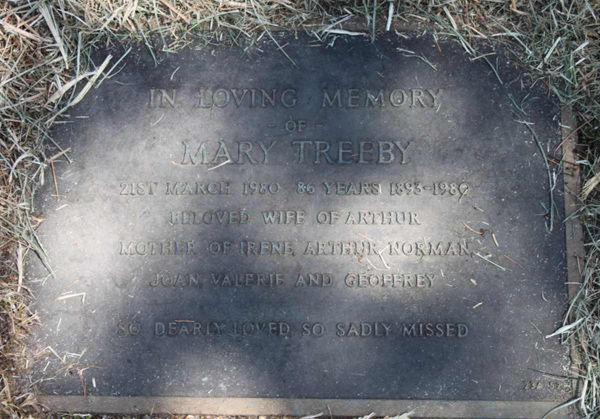 IN LOVING MEMORY
OF
MARY TREEBY
21ST MARCH 1980 86 YEARS 1893-1980
BELOVED WIFE OF ARTHUR
MOTHER OF IRENE, ARTHUR, NORMAN,
JOAN, VALERIE AND GEOFFREY
SO DEARLY LOVED SO SADLY MISSED